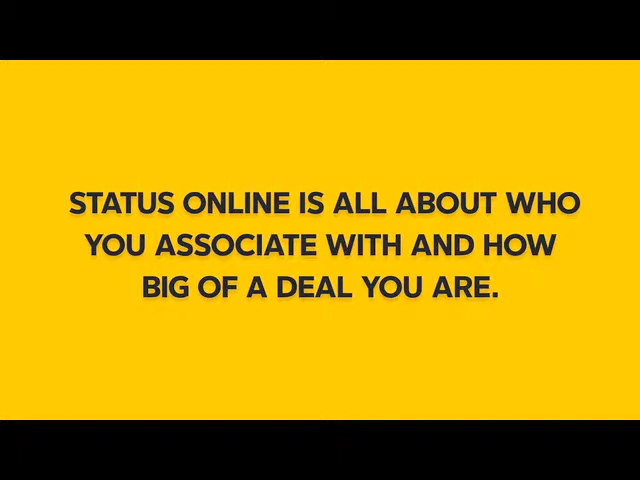 STATUS ONLINE IS ALL ABOUT WHO
YOU ASSOCIATE WITH AND HOW
BIG OF A DEAL YOU ARE.